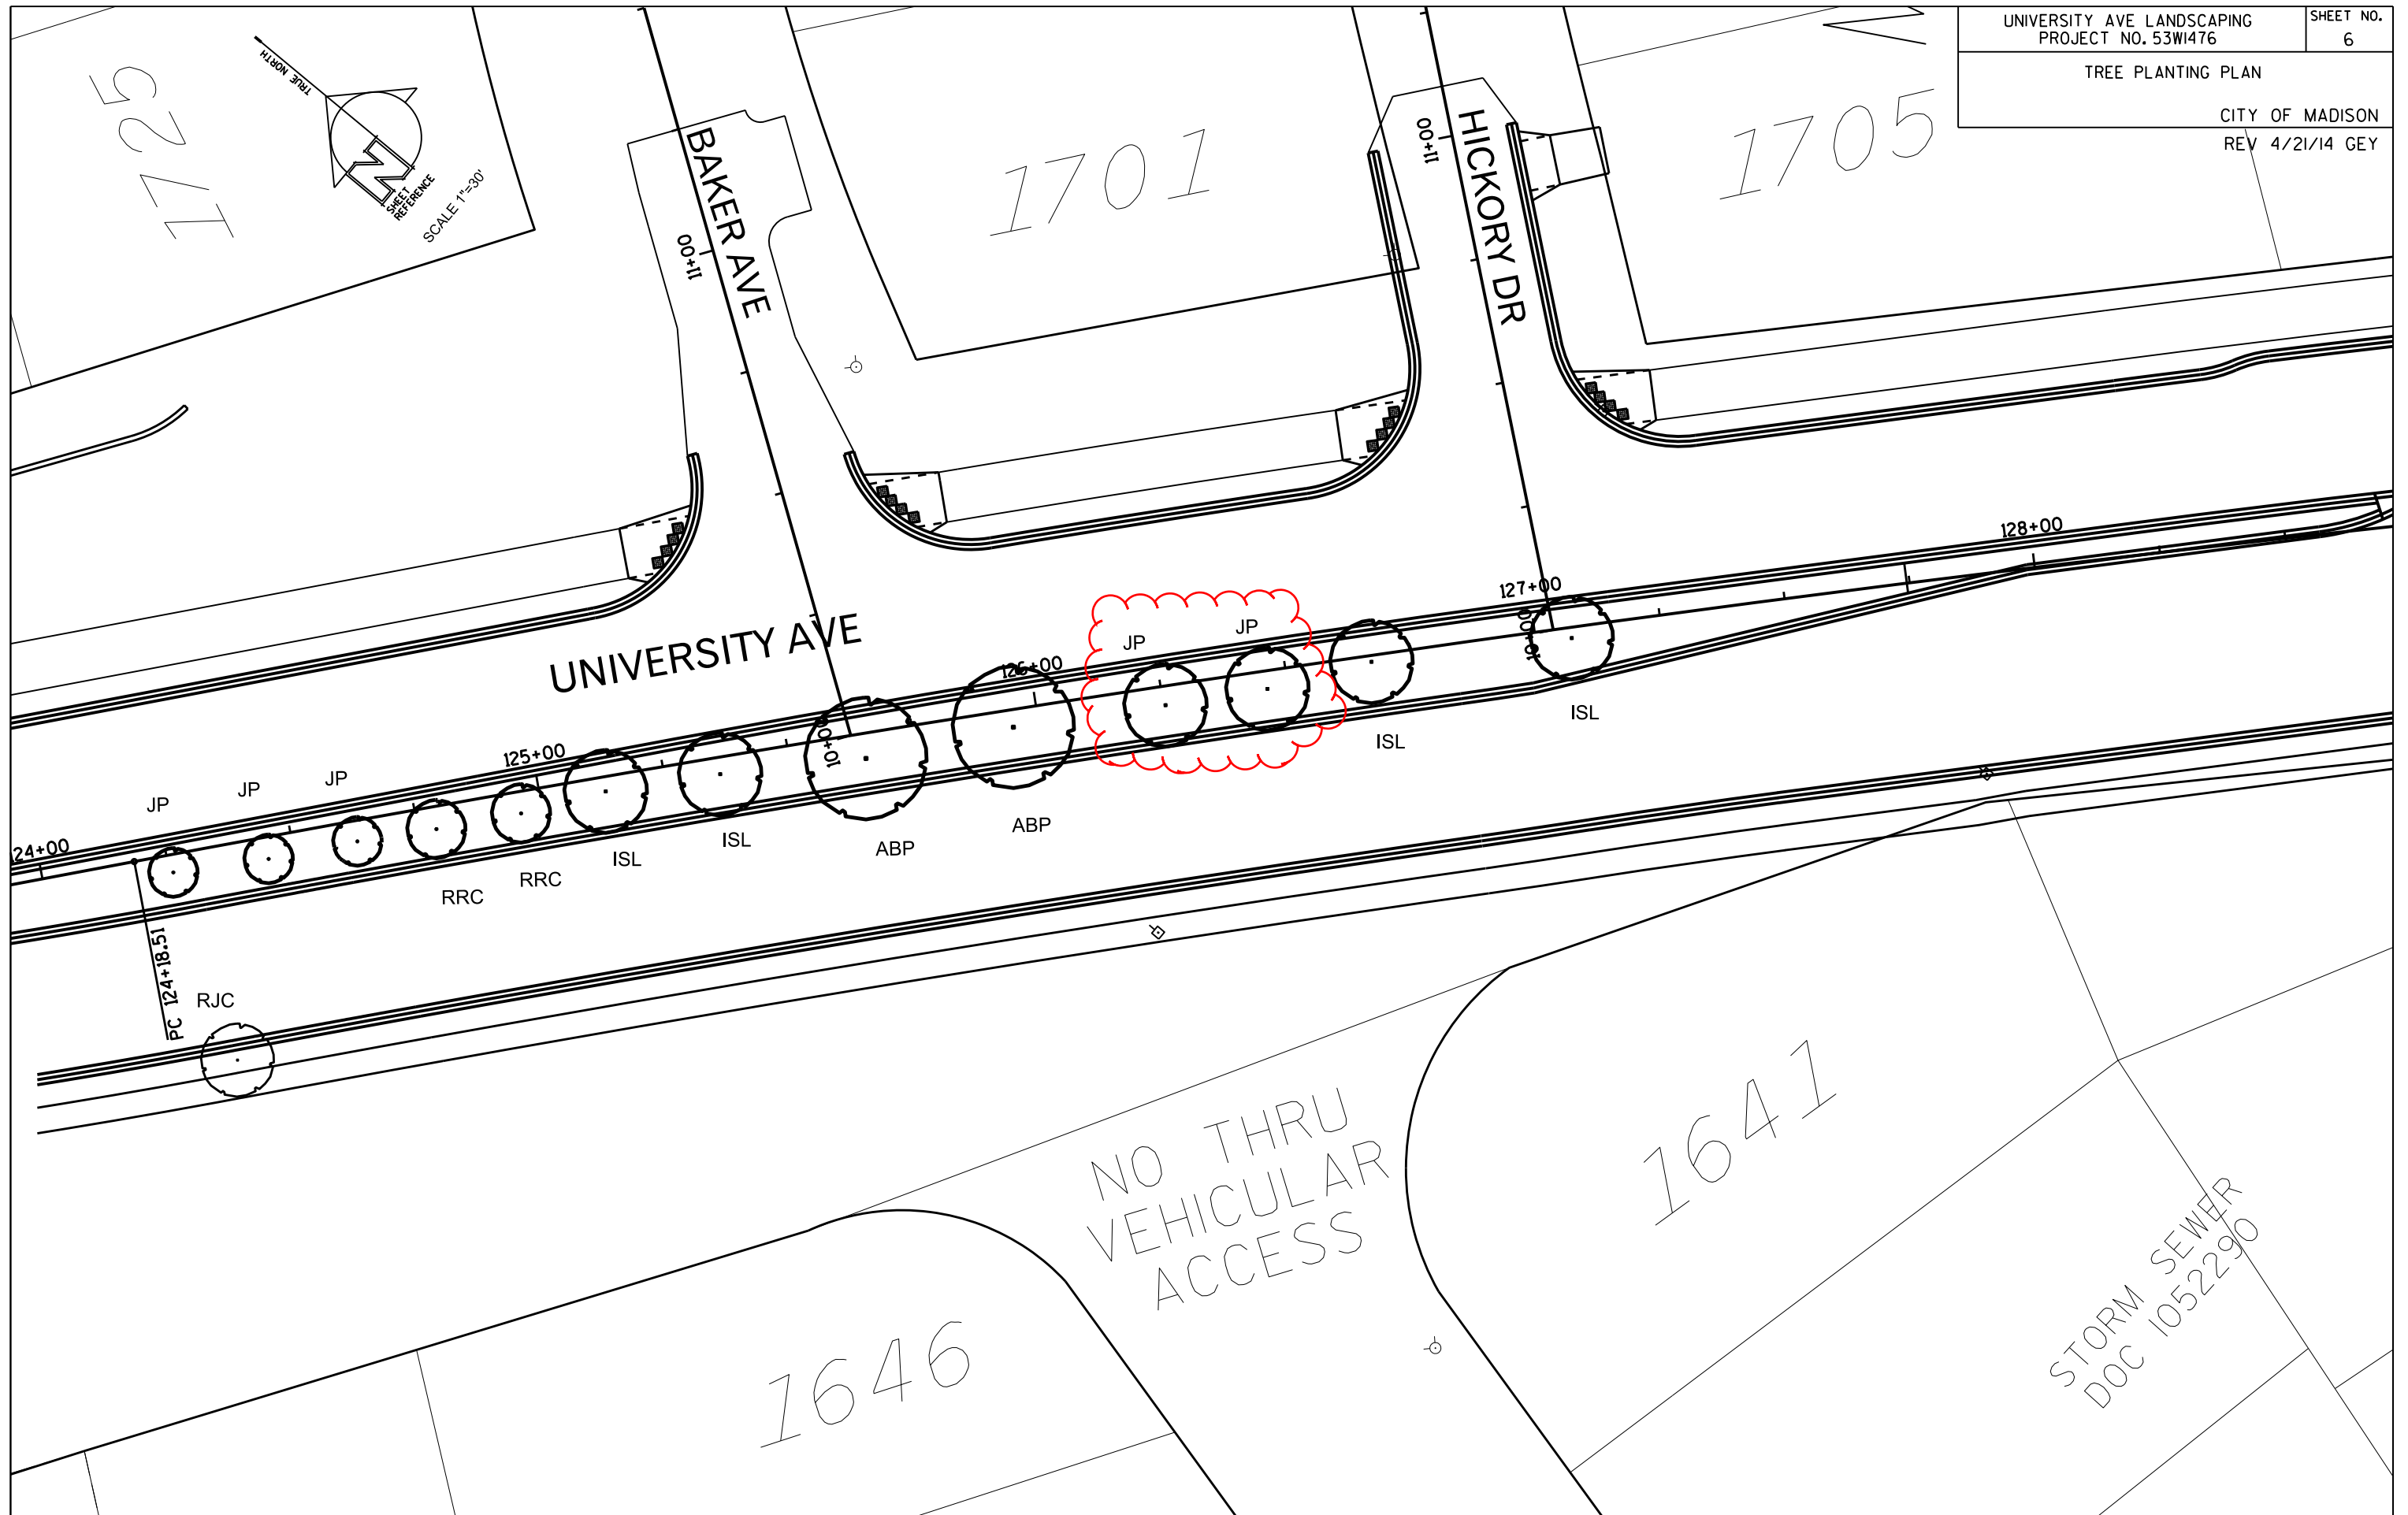 UNIVERSITY AVE LANDSCAPING
PROJECT NO. 53W1476
SHEET NO.
6
TREE PLANTING PLAN
CITY OF MADISON
REV 4/21/14 GEY
1725
TRUE NORTH
N
SHEET
REFERENCE
SCALE 1"=30'
BAKER AVE
11+00
1701
11+00
HICKORY DR
1705
UNIVERSITY AVE
124+00
125+00
126+00
127+00
128+00
10+00
10+00
JP
JP
JP
JP
JP
RRC
RRC
ISL
ISL
ABP
ABP
ISL
ISL
PC 124+18.51
RJC
NO THRU
VEHICULAR
ACCESS
1646
1641
STORM SEWER
DOC 1052290